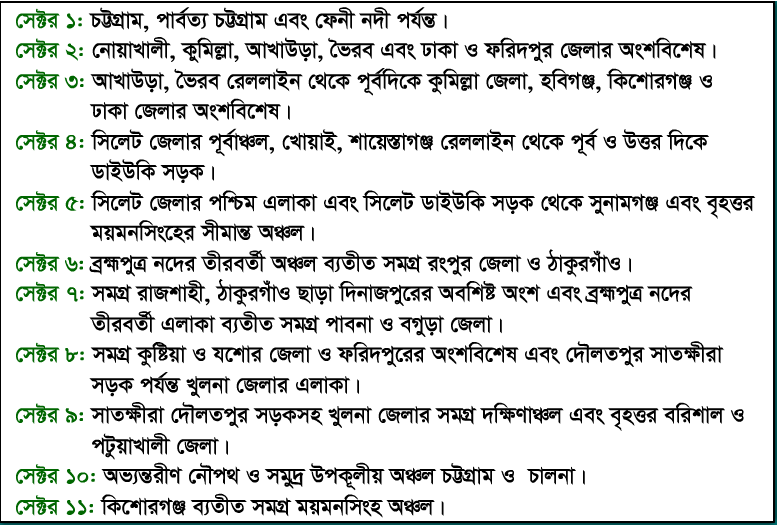 সেক্টর ১: চট্টগ্রাম, পার্বত্য চট্টগ্রাম এবং ফেনী নদী পর্যন্ত।
সেক্টর ২: নোয়াখালী, কুমিল্লা, আখাউড়া, ভৈরব এবং ঢাকা ও ফরিদপুর জেলার অংশবিশেষ।
সেক্টর ৩: আখাউড়া, ভৈরব রেললাইন থেকে পূর্বদিকে কুমিল্লা জেলা, হবিগঞ্জ, কিশোরগঞ্জ ও
ঢাকা জেলার অংশবিশেষ।
সেক্টর ৪: সিলেট জেলার পূর্বাঞ্চল, খোয়াই, শায়েস্তাগঞ্জ রেললাইন থেকে পূর্ব ও উত্তর দিকে
ডাইউকি সড়ক।
সেক্টর ৫: সিলেট জেলার পশ্চিম এলাকা এবং সিলেট ডাইউকি সড়ক থেকে সুনামগঞ্জ এবং বৃহত্তর
ময়মনসিংহের সীমান্ত অঞ্চল।
সেক্টর ৬: ব্রহ্মপুত্র নদের তীরবর্তী অঞ্চল ব্যতীত সমগ্র রংপুর জেলা ও ঠাকুরগাঁও।
সেক্টর ৭: সমগ্র রাজশাহী, ঠাকুরগাঁও ছাড়া দিনাজপুরের অবশিষ্ট অংশ এবং ব্রহ্মপুত্র নদের
তীরবর্তী এলাকা ব্যতীত সমগ্র পাবনা ও বগুড়া জেলা।
সেক্টর ৮: সমগ্র কুষ্টিয়া ও যশোর জেলা ও ফরিদপুরের অংশবিশেষ এবং দৌলতপুর সাতক্ষীরা
সড়ক পর্যন্ত খুলনা জেলার এলাকা।
সেক্টর ৯: সাতক্ষীরা দৌলতপুর সড়কসহ খুলনা জেলার সমগ্র দক্ষিণাঞ্চল এবং বৃহত্তর বরিশাল ও
পটুয়াখালী জেলা।
সেক্টর ১০: অভ্যন্তরীণ নৌপথ ও সমুদ্র উপকূলীয় অঞ্চল চট্টগ্রাম ও চালনা।
সেক্টর ১১: কিশোরগঞ্জ ব্যতীত সমগ্র ময়মনসিংহ অঞ্চল।